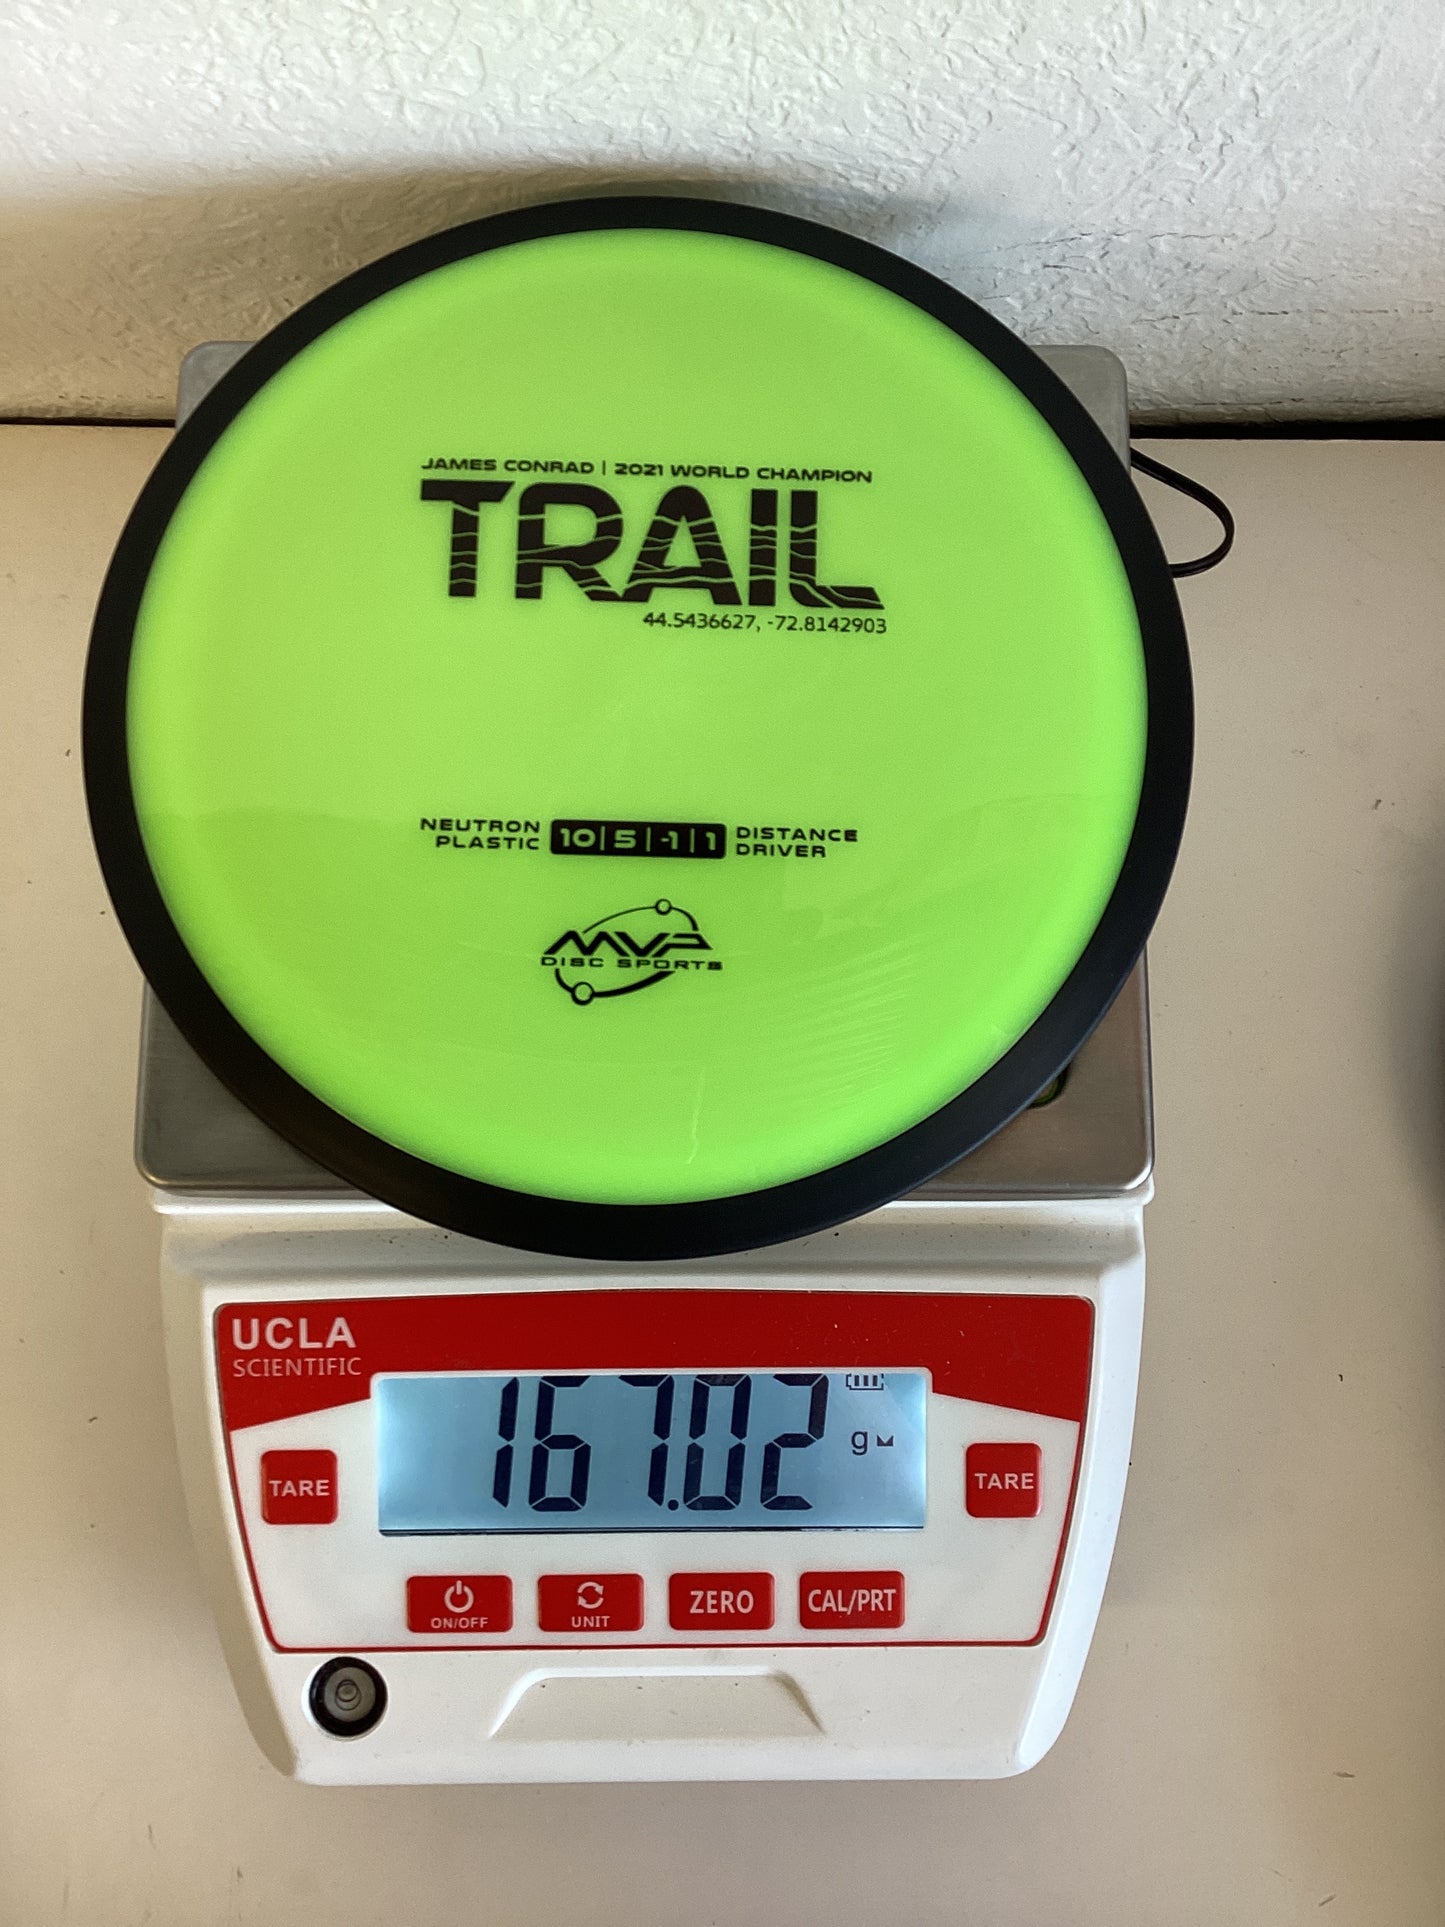 JAMES CONRAD | 2021 WORLD CHAMPION
TRAIL
44.5436627, -72.8142903
NEUTRON PLASTIC
10|5|-1|1
DISTANCE DRIVER
MVP
DISC SPORTS
UCLA
SCIENTIFIC
167.02
g
TARE
TARE
ON/OFF
UNIT
ZERO
CAL/PRT